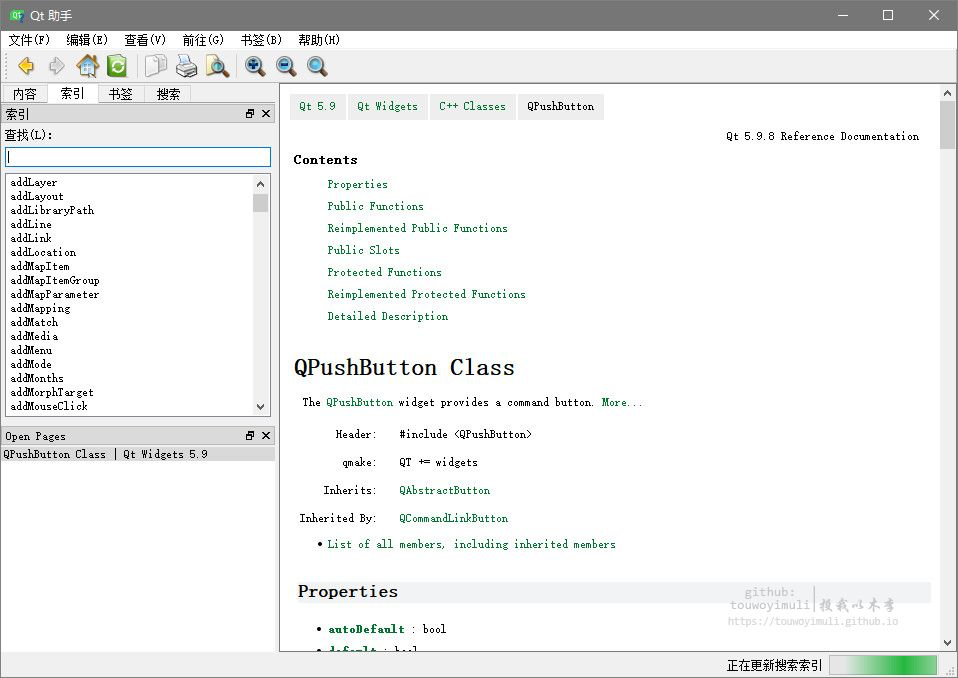 Qt 助手
文件(F) 编辑(E) 查看(V) 前往(G) 书签(B) 帮助(H)
内容 索引 书签 搜索
索引
查找(L):
addLayer
addLayout
addLibraryPath
addLine
addLink
addLocation
addMapItem
addMapItemGroup
addMapParameter
addMapping
addMatch
addMedia
addMenu
addMode
addMonths
addMorphTarget
addMouseClick
Open Pages
QPushButton Class | Qt Widgets 5.9
Qt 5.9 Qt Widgets C++ Classes QPushButton
Qt 5.9.8 Reference Documentation
Contents
Properties
Public Functions
Reimplemented Public Functions
Public Slots
Protected Functions
Reimplemented Protected Functions
Detailed Description
QPushButton Class
The QPushButton widget provides a command button. More...
Header: #include <QPushButton>
qmake: QT += widgets
Inherits: QAbstractButton
Inherited By: QCommandLinkButton
• List of all members, including inherited members
Properties
• autoDefault : bool
• default : bool
github:
touwoyimuli
投我以木李
https://touwoyimuli.github.io
正在更新搜索索引